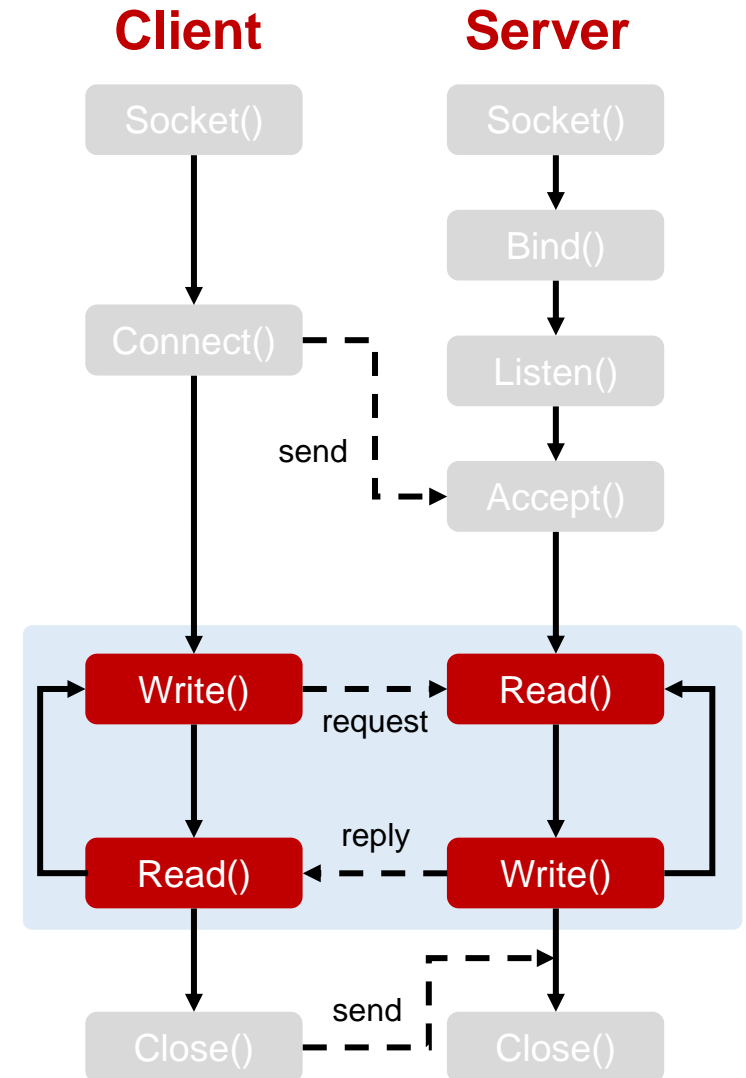 Client Server
Socket() Socket()
Bind()
Connect() Listen()
send
Accept()
Write() Read()
request
reply
Read() Write()
send
Close() Close()